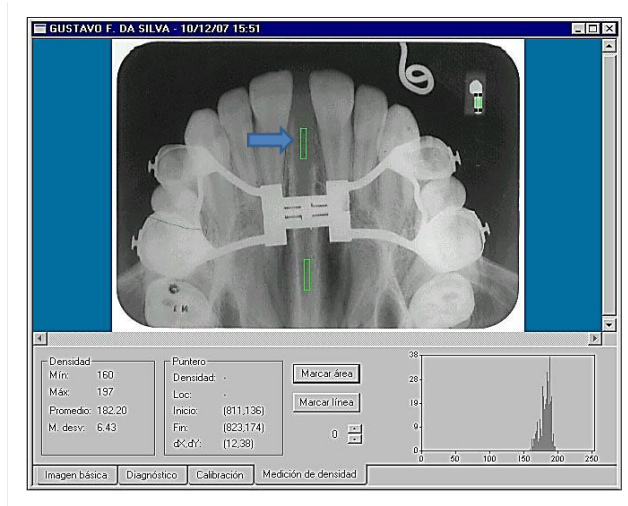 GUSTAVO F. DA SILVA - 10/12/07 15:51
Densidad
Mín: 160
Máx: 197
Promedio: 182.20
M. desv: 6.43
Puntero
Densidad: -
Loc: -
Inicio: (811,136)
Fin: (823,174)
dX,dY: (12,38)
Marcar área
Marcar línea
0
38
28
19
9
0
0 50 100 150 200 250
Imagen básica Diagnóstico Calibración Medición de densidad